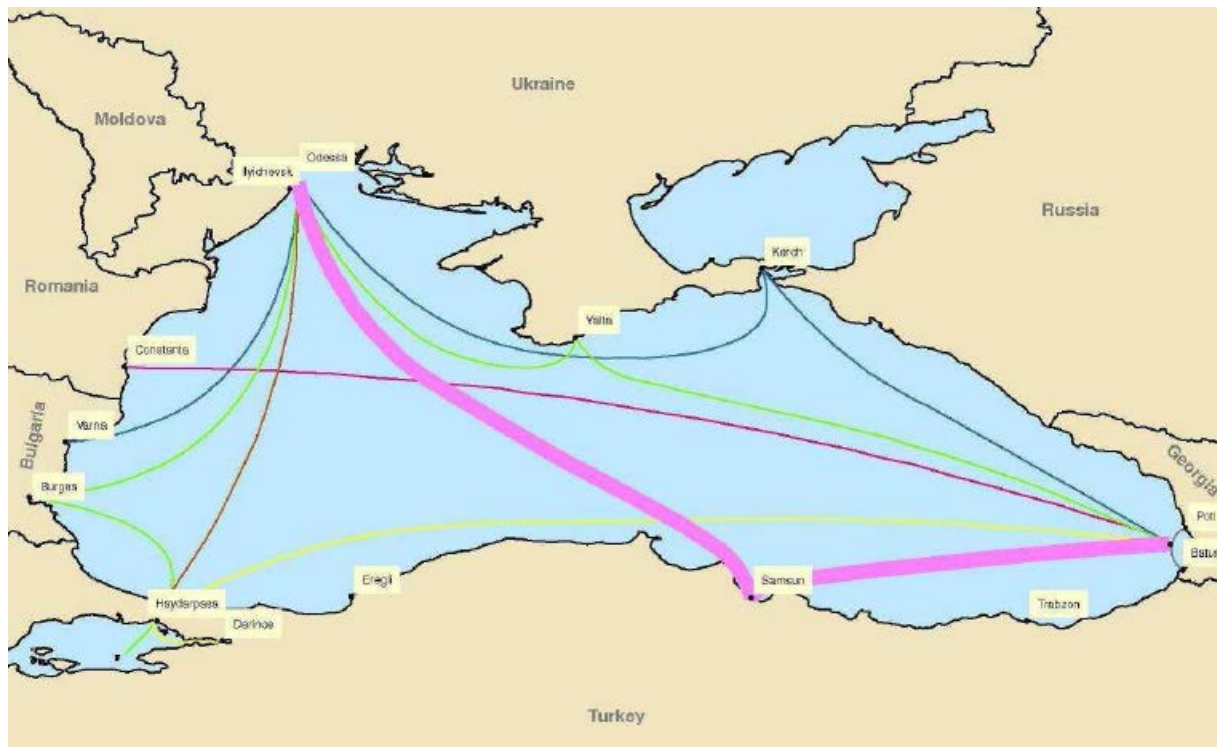 Ukraine
Moldova
Odessa
Ilyichevsk
Russia
Kerch
Romania
Yalta
Constanta
Varna
Bulgaria
Georgia
Burgas
Poti
Eregli
Samsun
Haydarpasa
Trabzon
Derince
Turkey